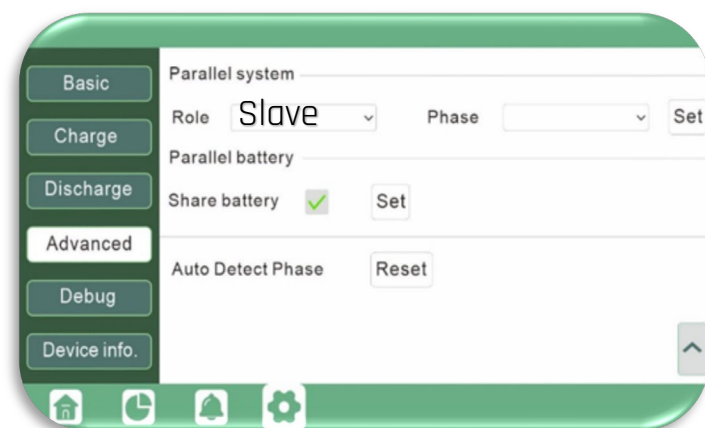 Basic
Charge
Discharge
Advanced
Debug
Device info.
Parallel system
Role Slave Phase Set
Parallel battery
Share battery Set
Auto Detect Phase Reset